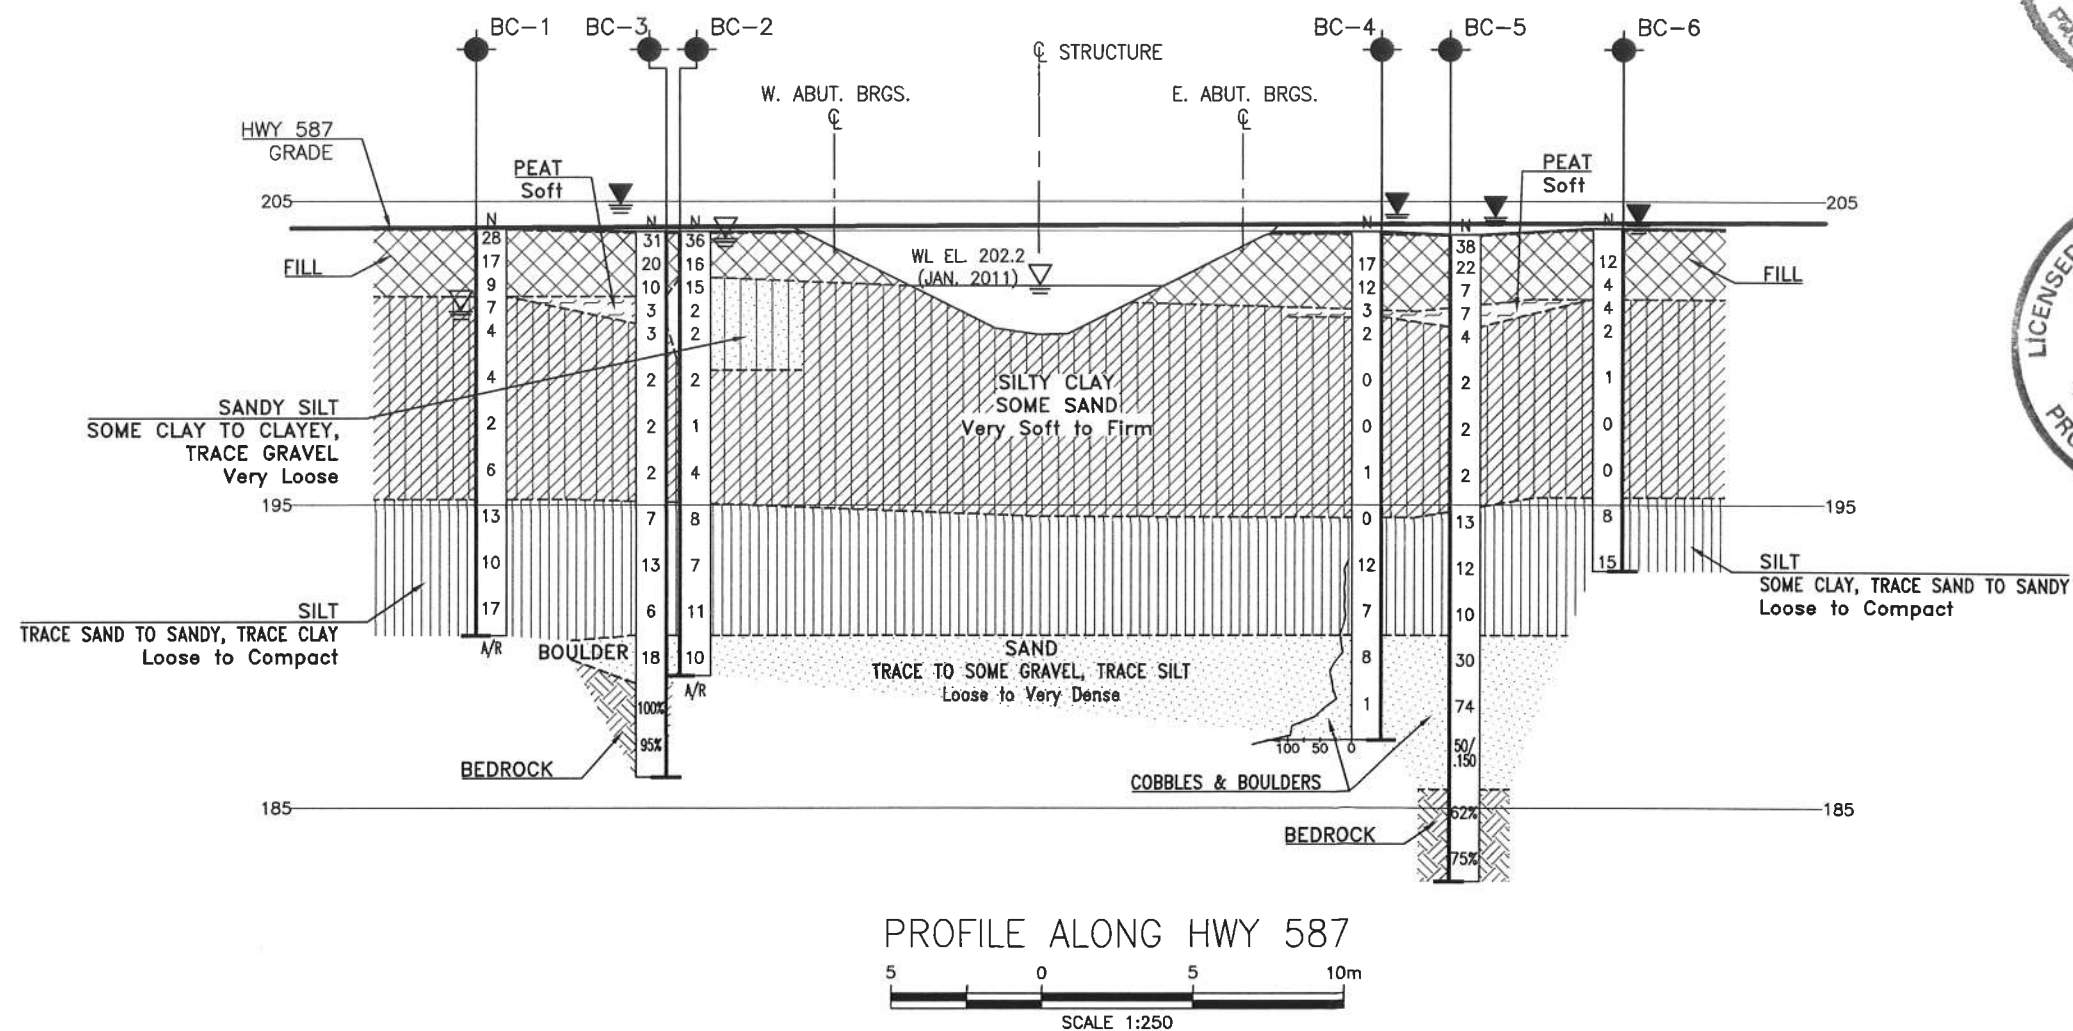 BC-1
BC-3
BC-2
BC-4
BC-5
BC-6
℄ STRUCTURE
W. ABUT. BRGS.
℄
E. ABUT. BRGS.
℄
HWY 587
GRADE
PEAT
Soft
PEAT
Soft
205
205
FILL
FILL
WL EL. 202.2
(JAN. 2011)
N
28
17
9
7
4
4
2
6
13
10
17
A/R
N
31
20
10
3
3
2
2
2
7
13
6
18
100%
95%
N
36
16
15
2
2
2
1
4
8
7
11
10
A/R
N
17
12
3
2
0
0
1
0
12
7
8
1
100 50 0
N
38
22
7
7
4
2
2
2
13
12
10
30
74
50/
.150
62%
75%
N
12
4
4
2
1
0
0
8
15
SANDY SILT
SOME CLAY TO CLAYEY,
TRACE GRAVEL
Very Loose
SILTY CLAY
SOME SAND
Very Soft to Firm
195
195
SILT
TRACE SAND TO SANDY, TRACE CLAY
Loose to Compact
SILT
SOME CLAY, TRACE SAND TO SANDY
Loose to Compact
BOULDER
SAND
TRACE TO SOME GRAVEL, TRACE SILT
Loose to Very Dense
BEDROCK
COBBLES & BOULDERS
185
185
BEDROCK
PROFILE ALONG HWY 587
5 0 5 10m
SCALE 1:250
LICENSED